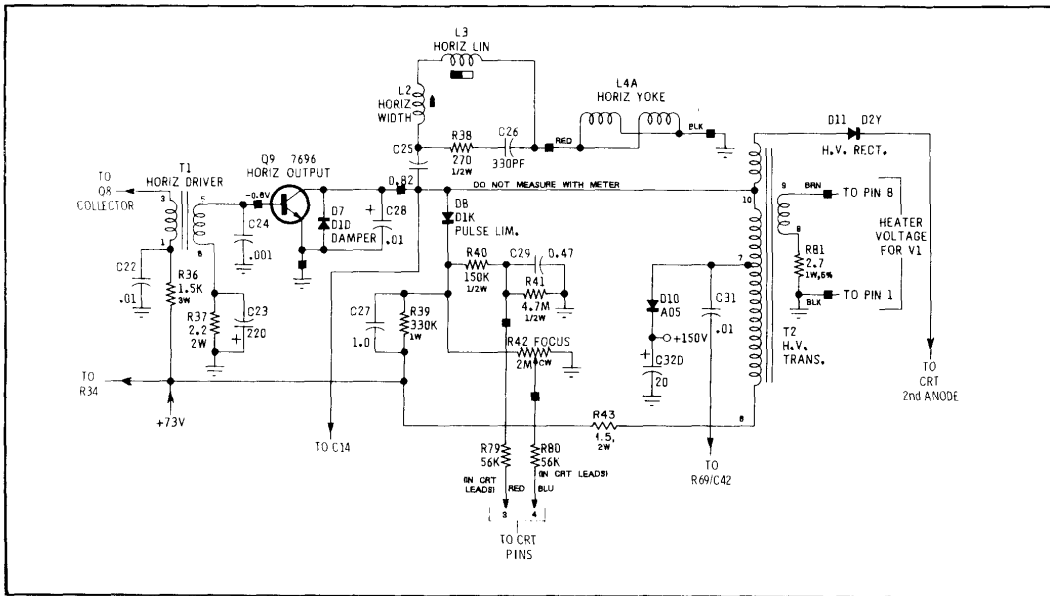 L3
HORIZ LIN
L2
HORIZ
WIDTH
L4A
HORIZ YOKE
C25
R38
270
1/2W
C26
330PF
RED
BLK
D11 D2Y
H.V. RECT.
T1
HORIZ DRIVER
TO
Q8
COLLECTOR
3
5
1
6
Q9 7696
HORIZ OUTPUT
-0.8V
C24
.001
D7
D1D
DAMPER
+
C28
.01
0.82
DO NOT MEASURE WITH METER
D8
D1K
PULSE LIM.
10
9
BRN
TO PIN 8
HEATER
VOLTAGE
FOR V1
R81
2.7
1W,5%
BLK
TO PIN 1
C22
.01
R36
1.5K
3W
R37
2.2
2W
C23
220
+
R40
150K
1/2W
C29
0.47
R41
4.7M
1/2W
C27
1.0
R39
330K
1W
R42 FOCUS
2M
CW
7
D10
A05
+150V
+
C32D
20
C31
.01
T2
H.V.
TRANS.
TO
R34
+73V
TO C14
R43
1.5,
2W
8
TO
CRT
2nd ANODE
R79
56K
(IN CRT
LEADS)
RED
R80
56K
(IN CRT LEADS)
BLU
3
4
TO CRT
PINS
TO
R69/C42